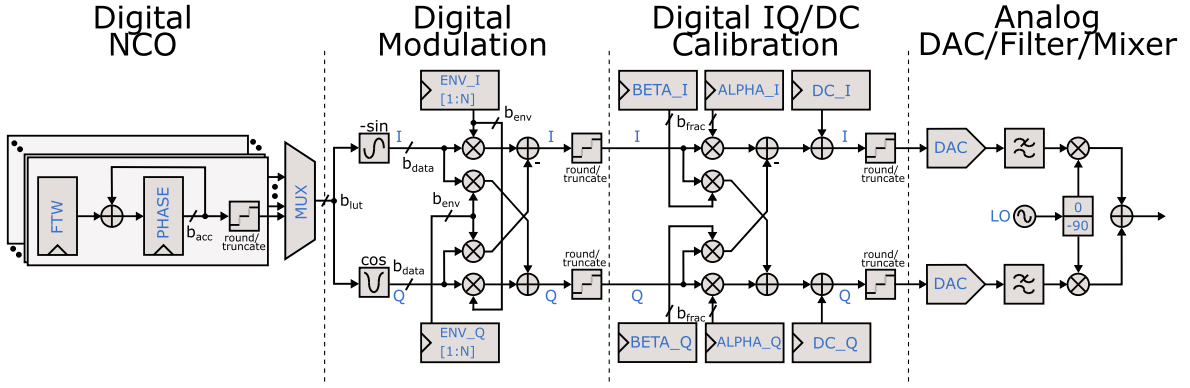 Digital
NCO
Digital
Modulation
Digital IQ/DC
Calibration
Analog
DAC/Filter/Mixer
FTW
PHASE
b_acc
round/
truncate
MUX
b_lut
-sin
I
b_data
cos
b_data
Q
ENV_I
[1:N]
b_env
b_env
ENV_Q
[1:N]
-
I
round/
truncate
Q
round/
truncate
BETA_I
ALPHA_I
DC_I
b_frac
I
-
I
round/
truncate
Q
b_frac
Q
round/
truncate
BETA_Q
ALPHA_Q
DC_Q
DAC
LO
0
-90
DAC